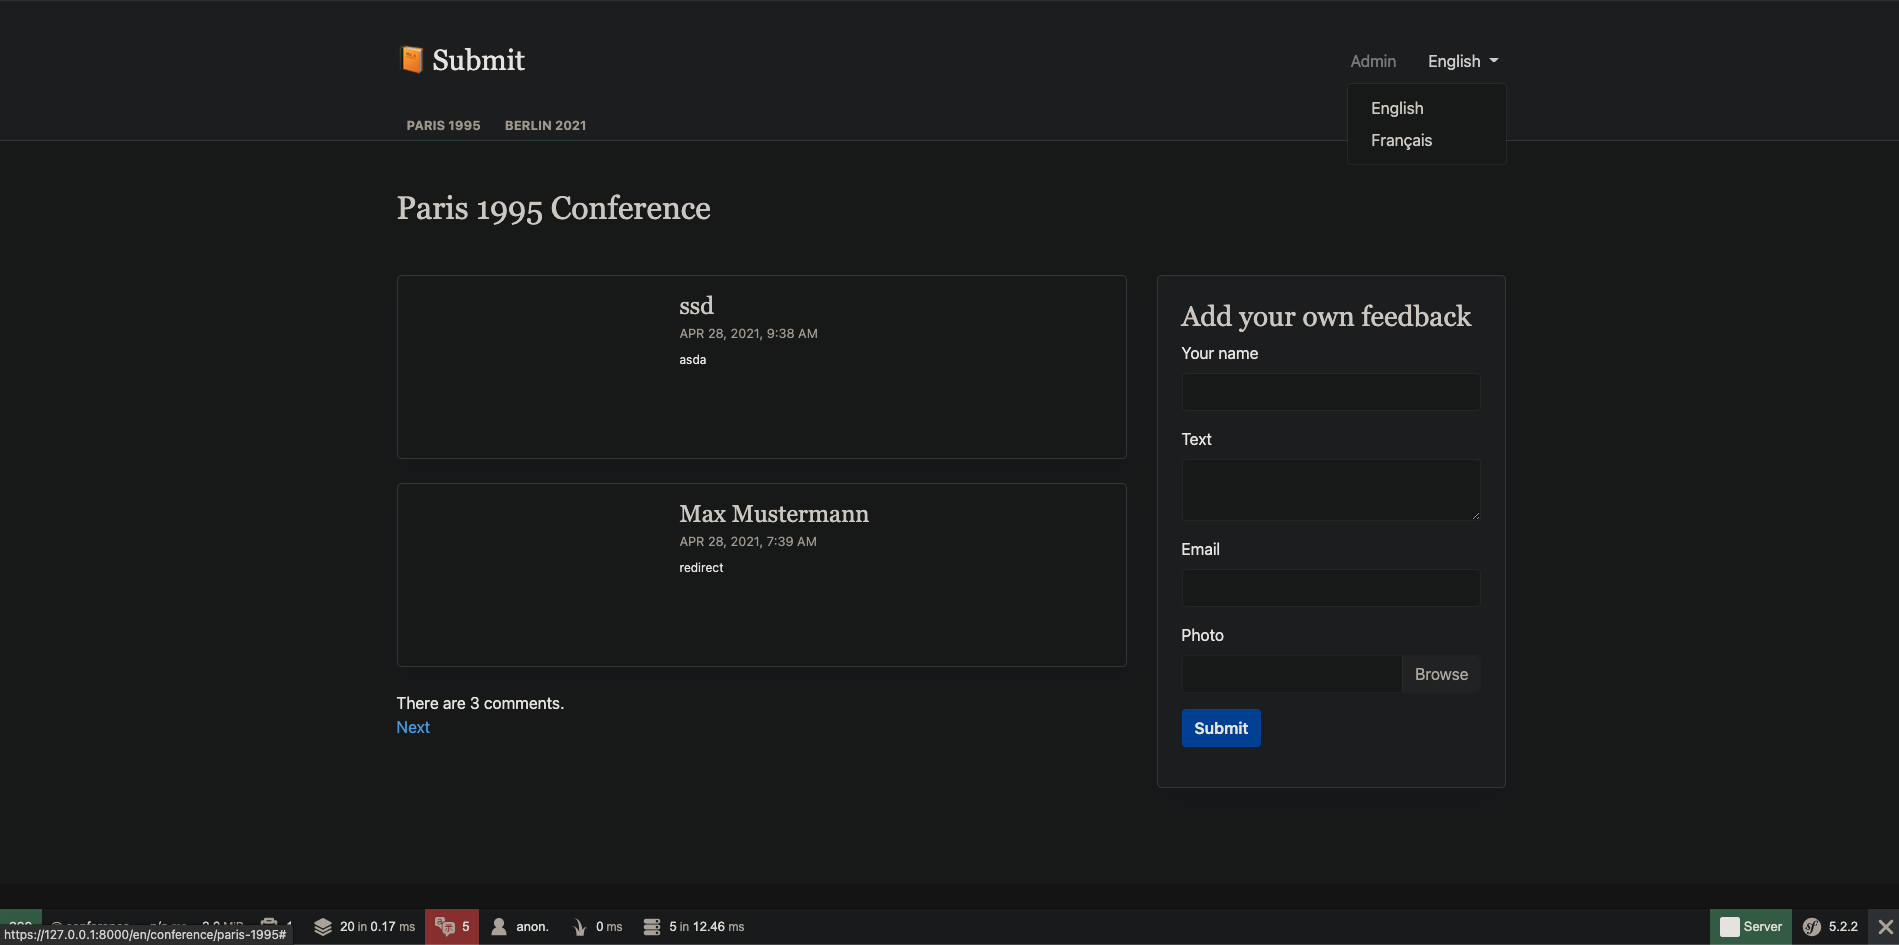 Submit
Admin
English
English
Français
PARIS 1995
BERLIN 2021
Paris 1995 Conference
ssd
APR 28, 2021, 9:38 AM
asda
Max Mustermann
APR 28, 2021, 7:39 AM
redirect
There are 3 comments.
Next
Add your own feedback
Your name
Text
Email
Photo
Browse
Submit
https://127.0.0.1:8000/en/conference/paris-1995#
20 in 0.17 ms
5
anon.
0 ms
5 in 12.46 ms
Server
5.2.2